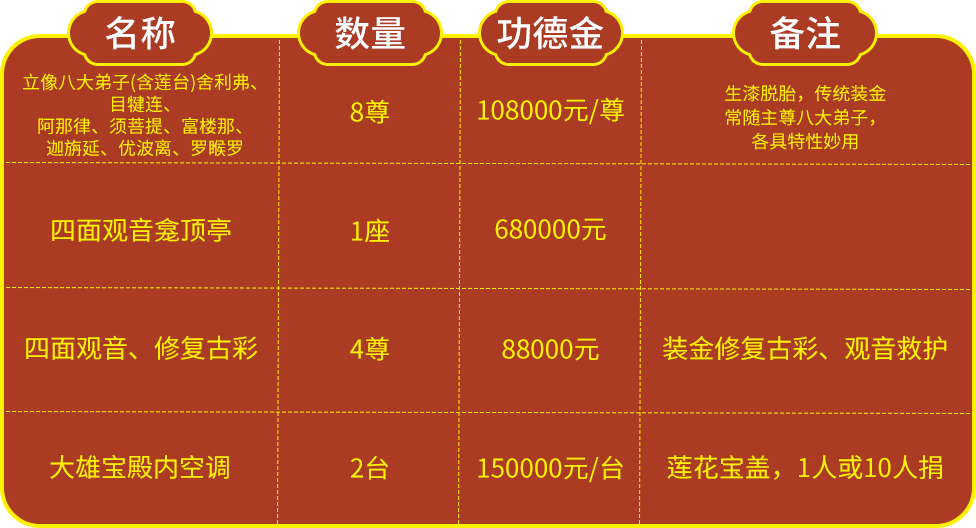 名称 数量 功德金 备注
立像八大弟子(含莲台)舍利弗、
目犍连、
阿那律、须菩提、富楼那、
迦旃延、优波离、罗睺罗
8尊
108000元/尊
生漆脱胎，传统装金
常随主尊八大弟子，
各具特性妙用
四面观音龛顶亭 1座 680000元
四面观音、修复古彩 4尊 88000元 装金修复古彩、观音救护
大雄宝殿内空调 2台 150000元/台 莲花宝盖，1人或10人捐